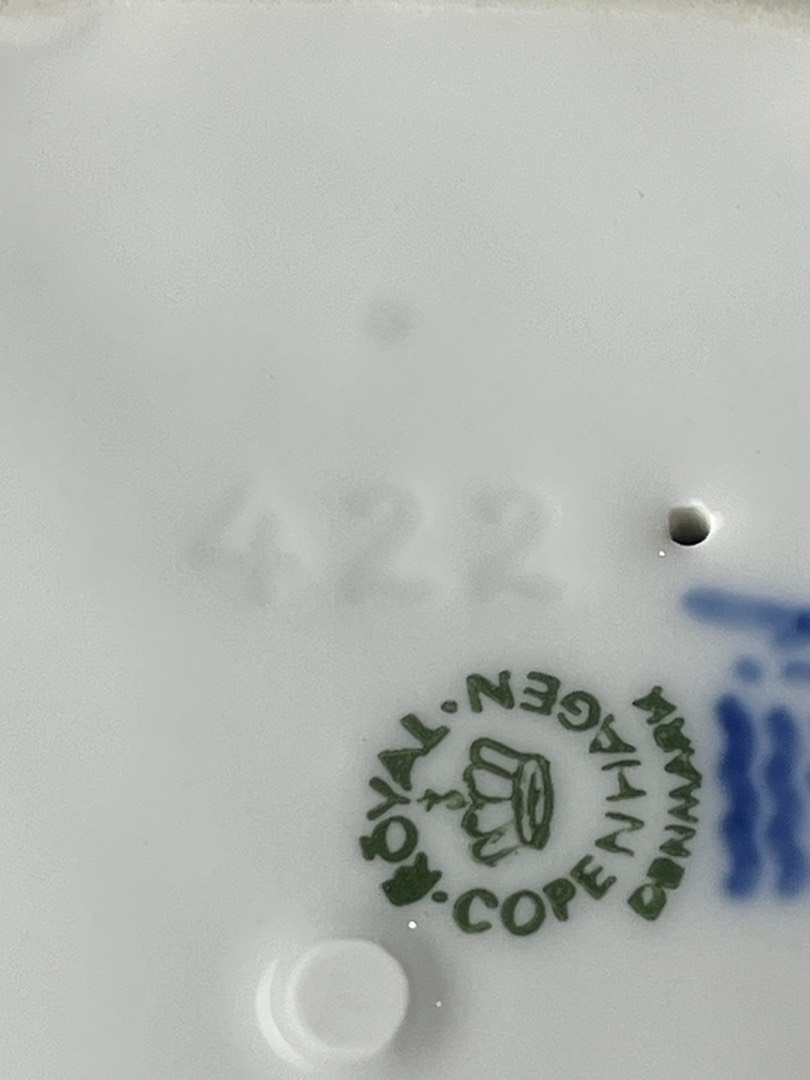 422
ROYAL · COPENHAGEN ·
DENMARK